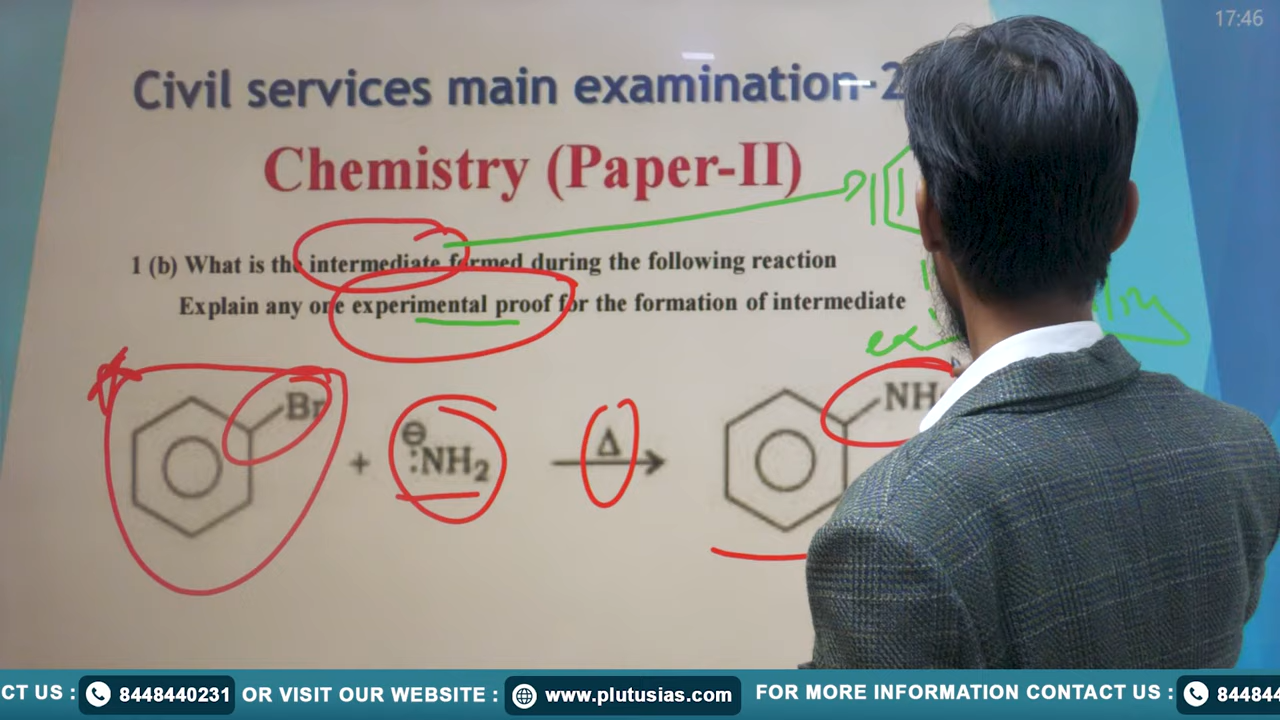 17:46
Civil services main examination-2
Chemistry (Paper-II)
1 (b) What is the intermediate formed during the following reaction
Explain any one experimental proof for the formation of intermediate
Br
+
⊖
:NH₂
Δ
NH
CT US : 8448440231 OR VISIT OUR WEBSITE : www.plutusias.com FOR MORE INFORMATION CONTACT US : 84484